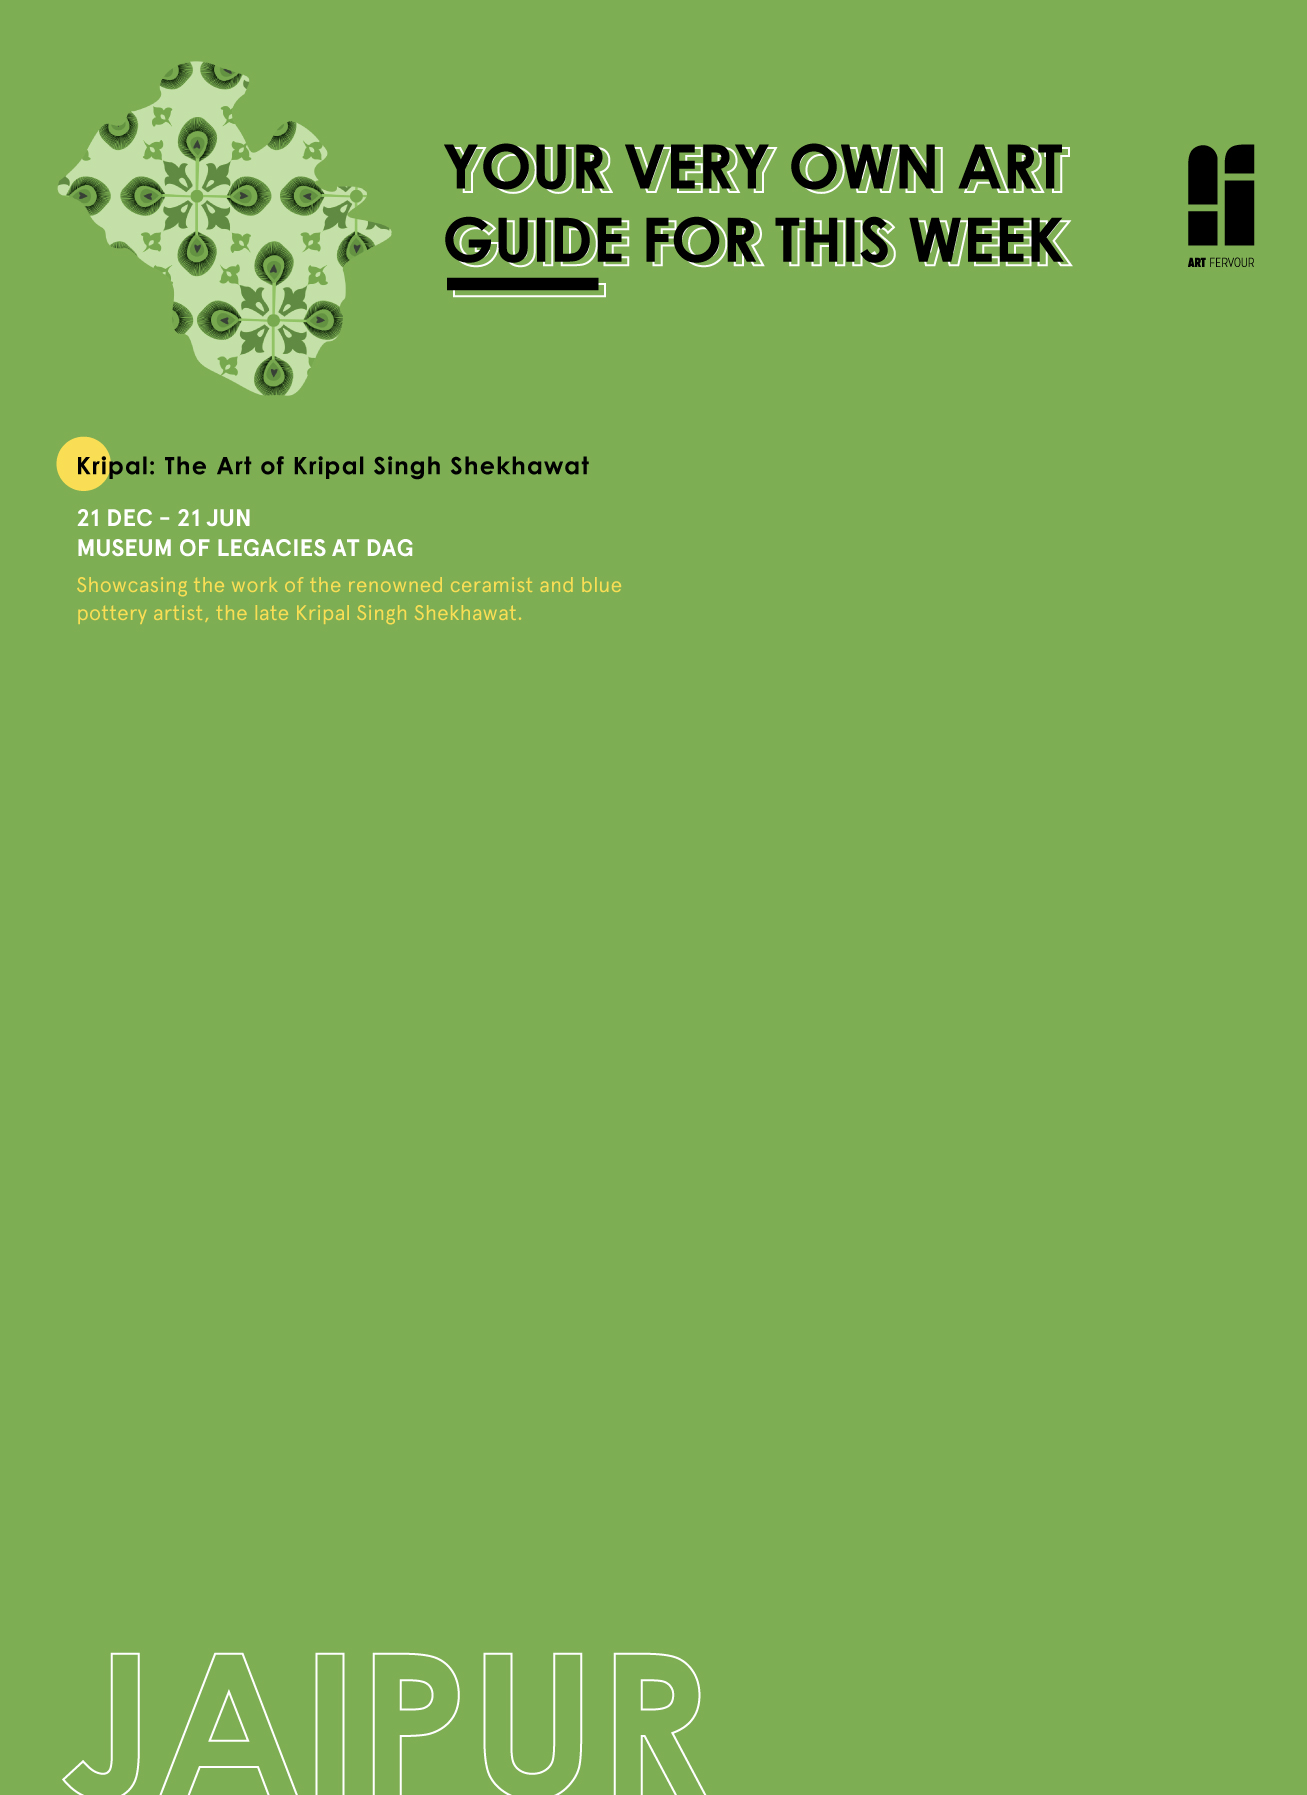 YOUR VERY OWN ART
GUIDE FOR THIS WEEK
ART FERVOUR
Kripal: The Art of Kripal Singh Shekhawat
21 DEC – 21 JUN
MUSEUM OF LEGACIES AT DAG
Showcasing the work of the renowned ceramist and blue
pottery artist, the late Kripal Singh Shekhawat.
JAIPUR